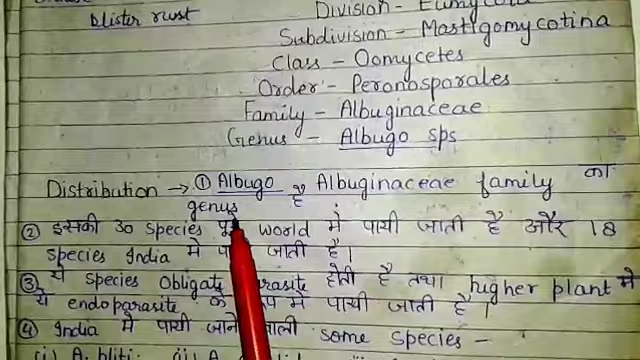 blister rust
Division -
Subdivision - Mastigomycotina
Class - Oomycetes
Order - Peronosporales
Family - Albuginaceae
Genus - Albugo sps
Distribution → ① Albugo है Albuginaceae family का
genus
② इसकी 30 species world में पायी जाती है और 18
species India में जाती है।
③ ये species Obligate होती है तथा higher plant में
ये endoparasite में पायी जाती है।
④ India में पायी some species -
(i) A. (ii) A.